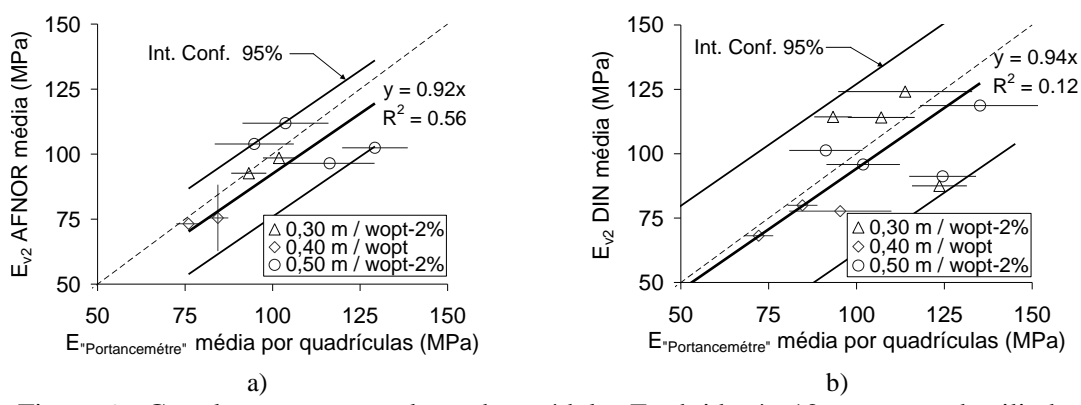 150
125
100
75
50
E_v2 AFNOR média (MPa)
Int. Conf. 95%
y = 0.92x
R² = 0.56
△ 0,30 m / wopt-2%
◇ 0,40 m / wopt
○ 0,50 m / wopt-2%
50 75 100 125 150
E"Portancemétre" média por quadrículas (MPa)
a)
150
125
100
75
50
E_v2 DIN média (MPa)
Int. Conf. 95%
y = 0.94x
R² = 0.12
△ 0,30 m / wopt-2%
◇ 0,40 m / wopt
○ 0,50 m / wopt-2%
50 75 100 125 150
E"Portancemétre" média por quadrículas (MPa)
b)